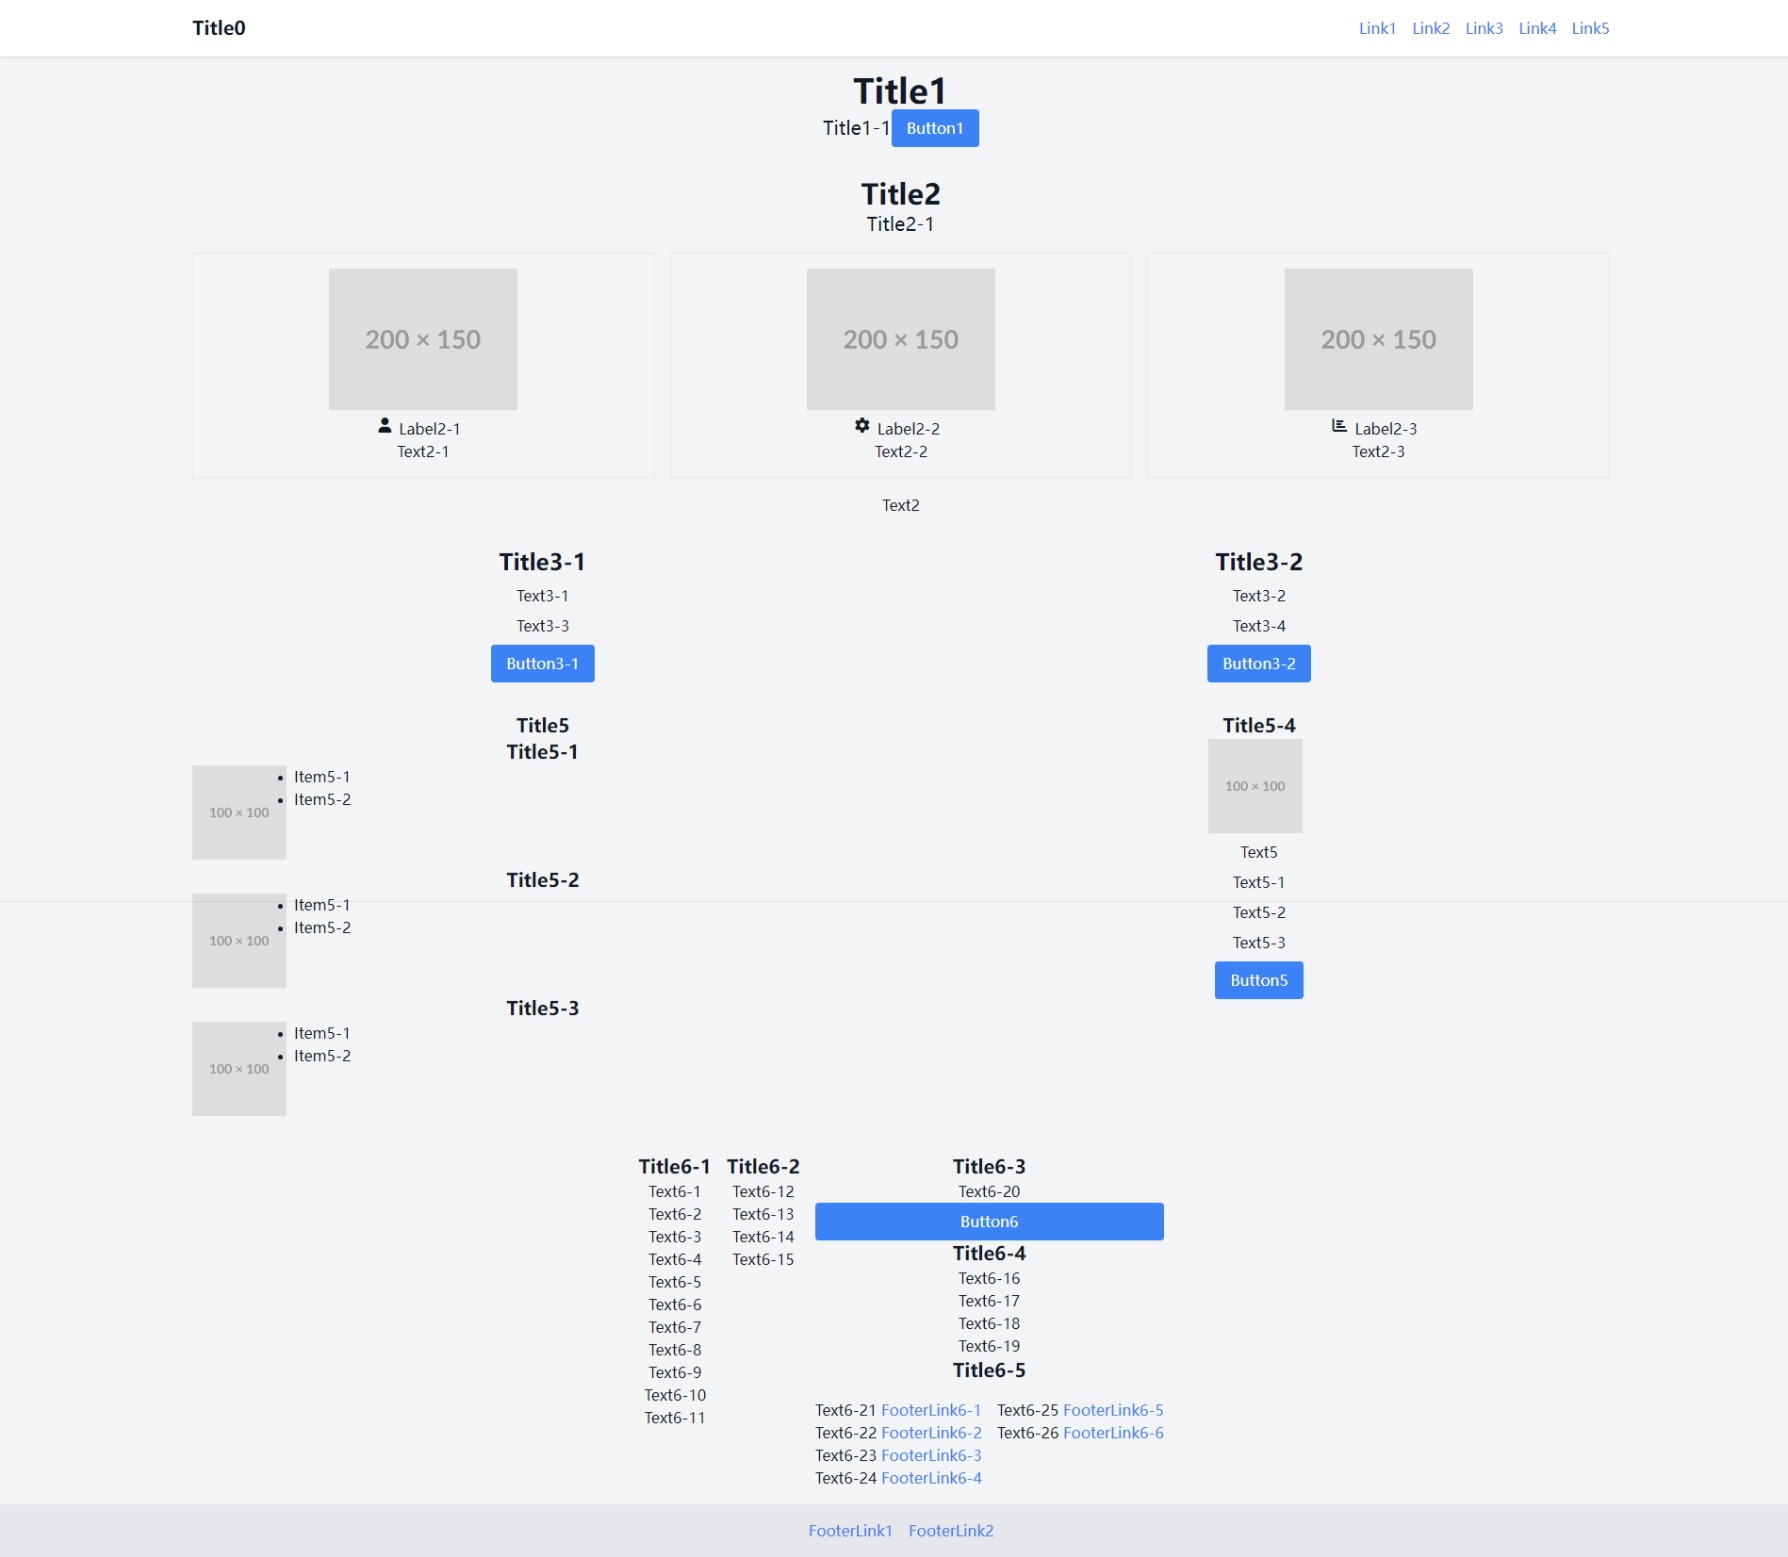 Title0
Link1 Link2 Link3 Link4 Link5
Title1
Title1-1 Button1
Title2
Title2-1
200 × 150
Label2-1
Text2-1
200 × 150
Label2-2
Text2-2
200 × 150
Label2-3
Text2-3
Text2
Title3-1
Text3-1
Text3-3
Button3-1
Title3-2
Text3-2
Text3-4
Button3-2
Title5
Title5-1
100 × 100
Item5-1
Item5-2
Title5-2
100 × 100
Item5-1
Item5-2
Title5-3
100 × 100
Item5-1
Item5-2
Title5-4
100 × 100
Text5
Text5-1
Text5-2
Text5-3
Button5
Title6-1
Text6-1
Text6-2
Text6-3
Text6-4
Text6-5
Text6-6
Text6-7
Text6-8
Text6-9
Text6-10
Text6-11
Title6-2
Text6-12
Text6-13
Text6-14
Text6-15
Title6-3
Text6-20
Button6
Title6-4
Text6-16
Text6-17
Text6-18
Text6-19
Title6-5
Text6-21 FooterLink6-1
Text6-22 FooterLink6-2
Text6-23 FooterLink6-3
Text6-24 FooterLink6-4
Text6-25 FooterLink6-5
Text6-26 FooterLink6-6
FooterLink1 FooterLink2